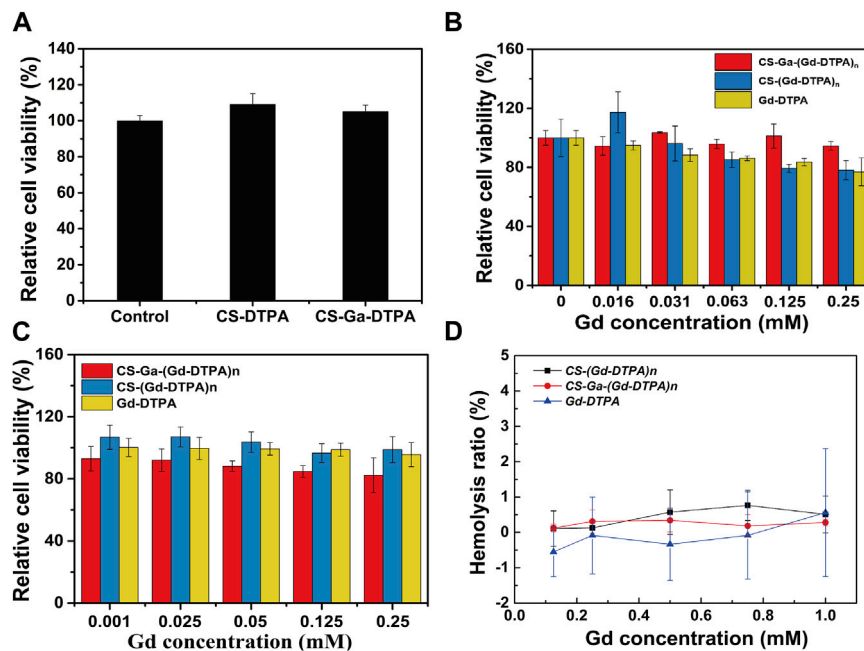 A
Relative cell viability (%)
140
120
100
80
60
40
20
0
Control CS-DTPA CS-Ga-DTPA
B
Relative cell viability (%)
160
120
80
40
0
CS-Ga-(Gd-DTPA)n
CS-(Gd-DTPA)n
Gd-DTPA
0 0.016 0.031 0.063 0.125 0.25
Gd concentration (mM)
C
Relative cell viability (%)
160
120
80
40
0
CS-Ga-(Gd-DTPA)n
CS-(Gd-DTPA)n
Gd-DTPA
0.001 0.025 0.05 0.125 0.25
Gd concentration (mM)
D
Hemolysis ratio (%)
5
4
3
2
1
0
-1
-2
CS-(Gd-DTPA)n
CS-Ga-(Gd-DTPA)n
Gd-DTPA
0.2 0.4 0.6 0.8 1.0
Gd concentration (mM)